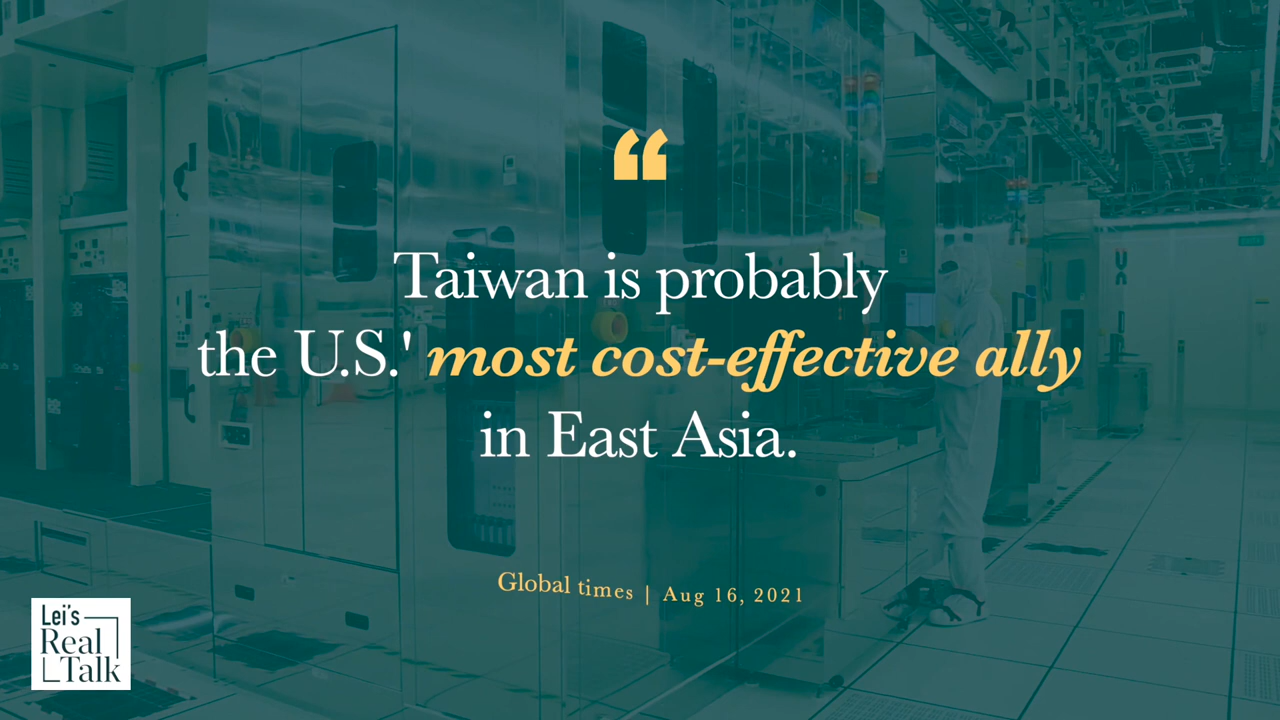 “
Taiwan is probably
the U.S.' most cost-effective ally
in East Asia.
Global times | Aug 16, 2021
Lei's
Real
Talk